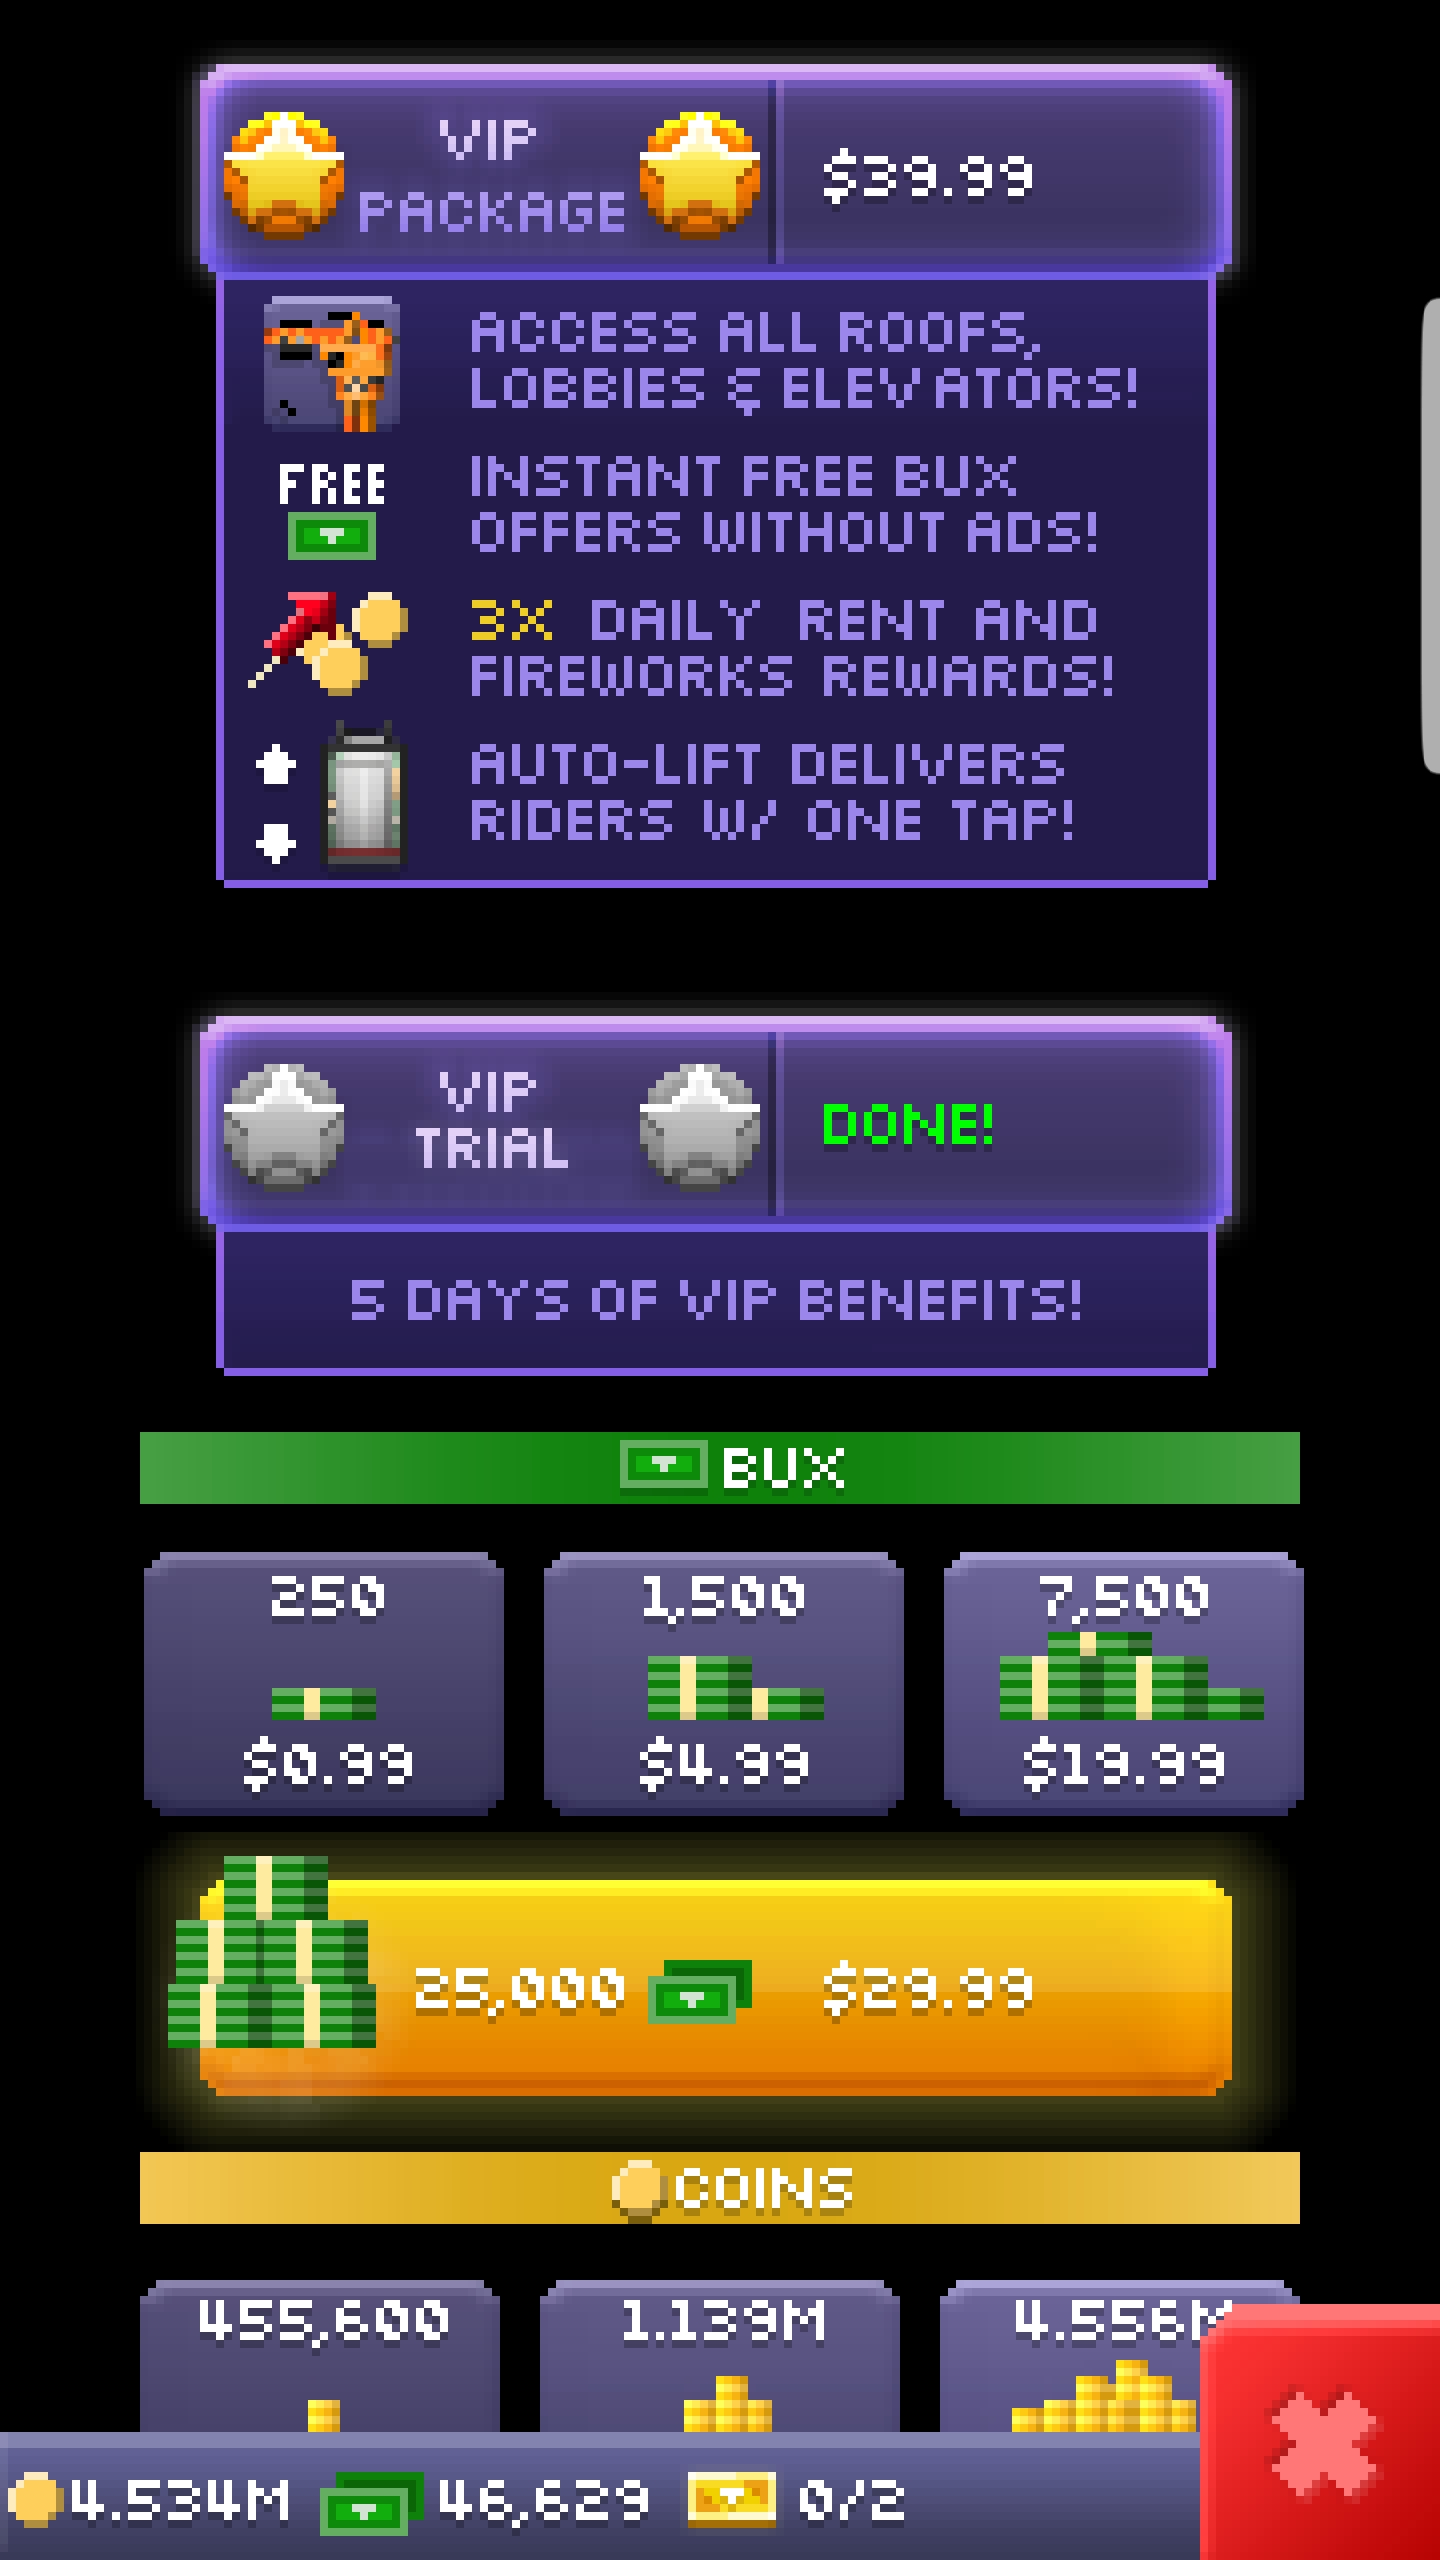 VIP
PACKAGE
$39.99
ACCESS ALL ROOFS,
LOBBIES & ELEVATORS!
FREE
INSTANT FREE BUX
OFFERS WITHOUT ADS!
3X DAILY RENT AND
FIREWORKS REWARDS!
AUTO-LIFT DELIVERS
RIDERS W/ ONE TAP!
VIP
TRIAL
DONE!
5 DAYS OF VIP BENEFITS!
BUX
250
$0.99
1,500
$4.99
7,500
$19.99
25,000
$29.99
COINS
455,600
1.139M
4.556M
4.534M 46,629 0/2